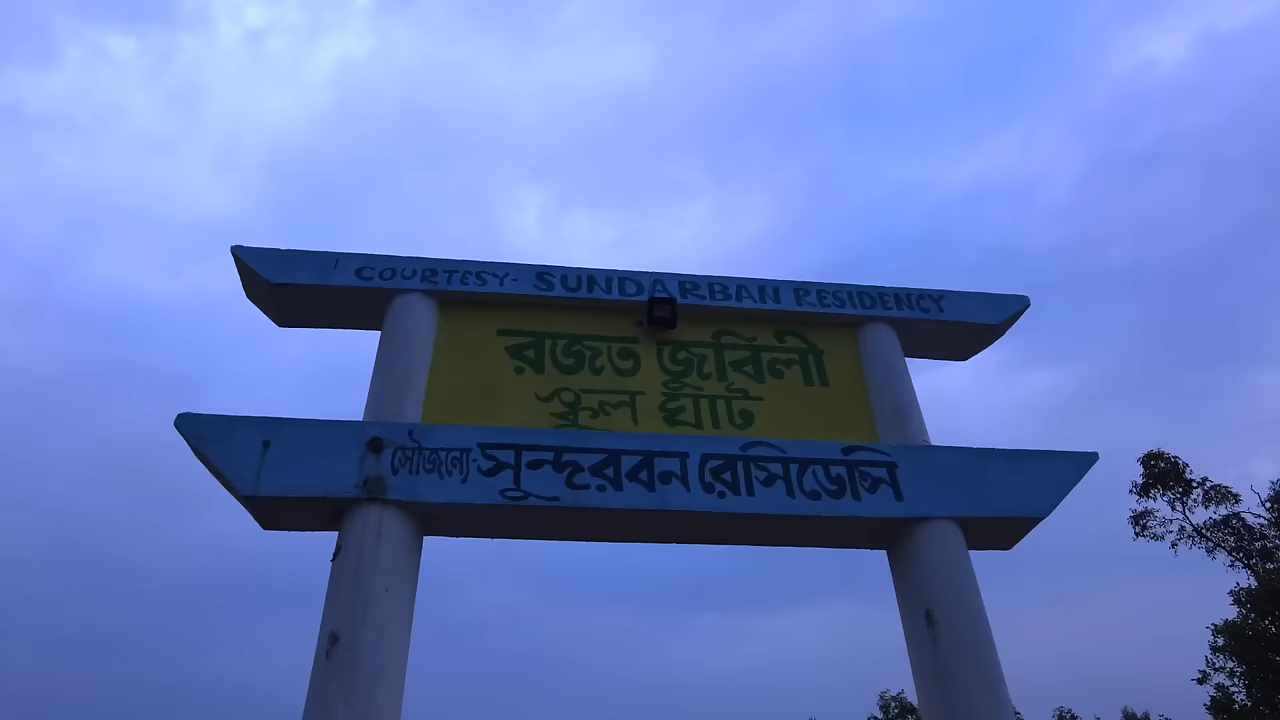 COURTESY- SUNDARBAN RESIDENCY
রজত জুবিলী
স্কুল ঘাট
সৌজন্যে- সুন্দরবন রেসিডেন্সি